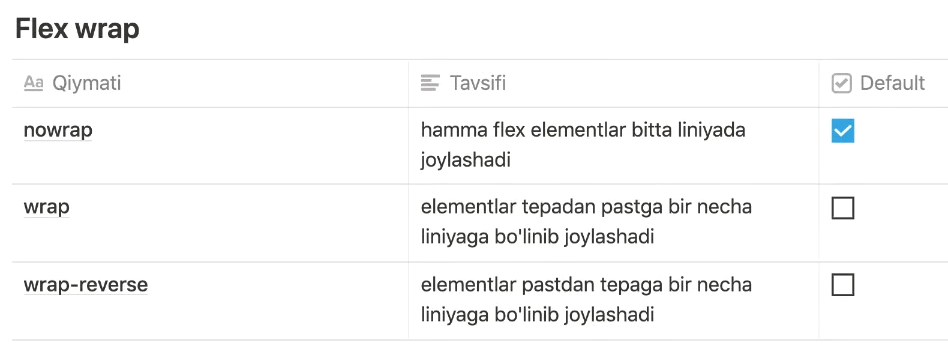 Flex wrap
Aa Qiymati Tavsifi Default
nowrap hamma flex elementlar bitta liniyada
joylashadi
wrap elementlar tepadan pastga bir necha
liniyaga bo'linib joylashadi
wrap-reverse elementlar pastdan tepaga bir necha
liniyaga bo'linib joylashadi